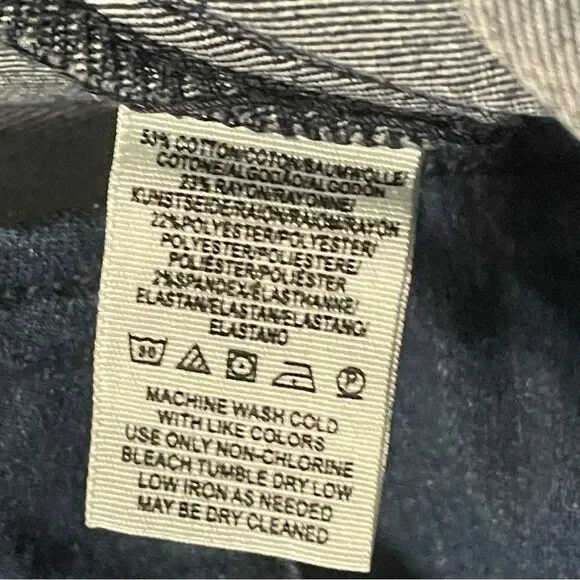 53% COTTON/COTON/BAUMWOLLE/
COTONE/ALGODÃO/ALGODÓN
23% RAYON/RAYONNE/
KUNSTSEIDE/RAION/RAIOM/RAYON
22%POLYESTER/POLYESTER/
POLYESTER/POLIESTERE/
POLIÉSTER/POLIÉSTER
2%SPANDEX/ÉLASTHANNE/
ELASTAN/ELASTAN/ELASTANO/
ELASTANO
30
P
MACHINE WASH COLD
WITH LIKE COLORS
USE ONLY NON-CHLORINE
BLEACH TUMBLE DRY LOW
LOW IRON AS NEEDED
MAY BE DRY CLEANED